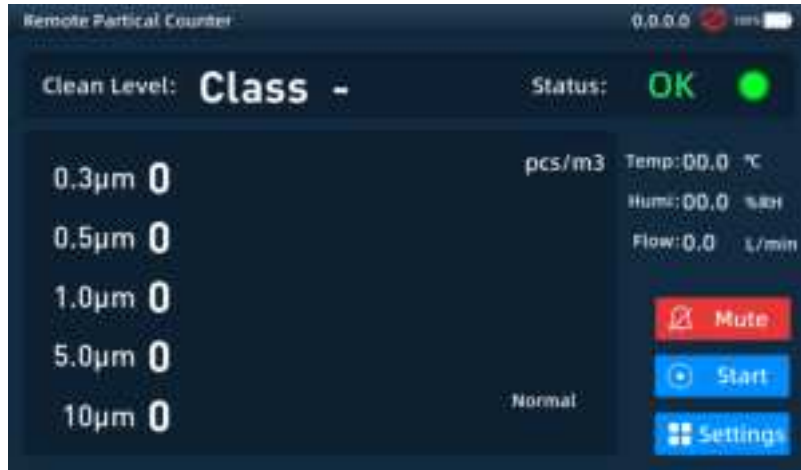 Remote Partical Counter 0.0.0.0 100%
Clean Level: Class - Status: OK
pcs/m3
0.3μm 0
0.5μm 0
1.0μm 0
5.0μm 0
10μm 0
Normal
Temp:00.0 ℃
Humi:00.0 %RH
Flow:0.0 L/min
Mute
Start
Settings